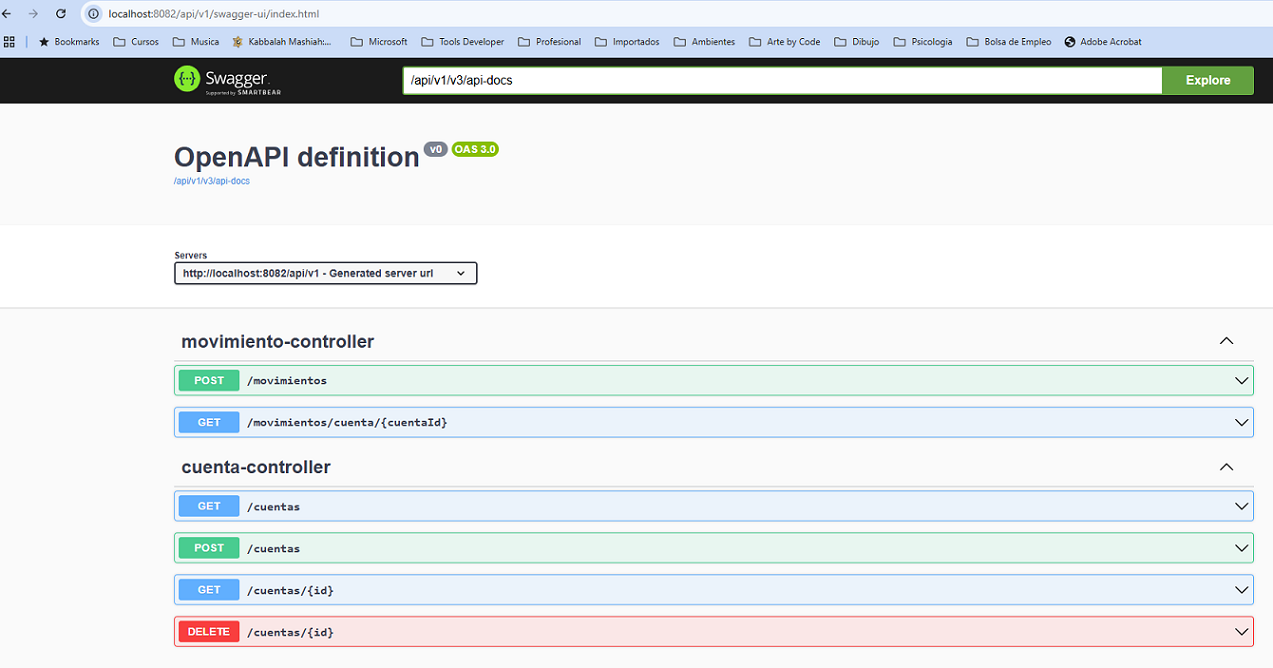 localhost:8082/api/v1/swagger-ui/index.html
Bookmarks Cursos Musica Kabbalah Mashiah:... Microsoft Tools Developer Profesional Importados Ambientes Arte by Code Dibujo Psicologia Bolsa de Empleo Adobe Acrobat
Swagger.
Supported by SMARTBEAR
/api/v1/v3/api-docs
Explore
OpenAPI definition v0 OAS 3.0
/api/v1/v3/api-docs
Servers
http://localhost:8082/api/v1 - Generated server url
movimiento-controller
POST /movimientos
GET /movimientos/cuenta/{cuentaId}
cuenta-controller
GET /cuentas
POST /cuentas
GET /cuentas/{id}
DELETE /cuentas/{id}